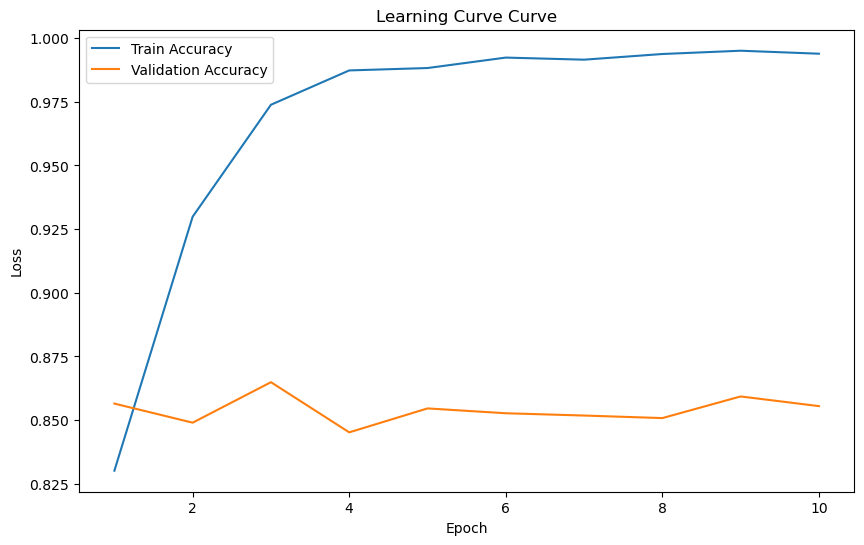 Learning Curve Curve
Train Accuracy
Validation Accuracy
1.000
0.975
0.950
0.925
0.900
0.875
0.850
0.825
Loss
2 4 6 8 10
Epoch